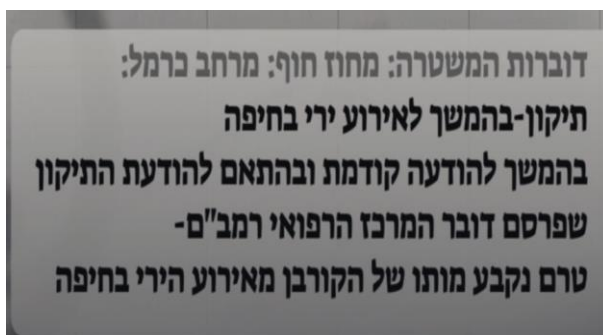 דוברות המשטרה: מחוז חוף: מרחב כרמל:
תיקון-בהמשך לאירוע ירי בחיפה
בהמשך להודעה קודמת ובהתאם להודעת התיקון
שפרסם דובר המרכז הרפואי רמב"ם-
טרם נקבע מותו של הקורבן מאירוע הירי בחיפה